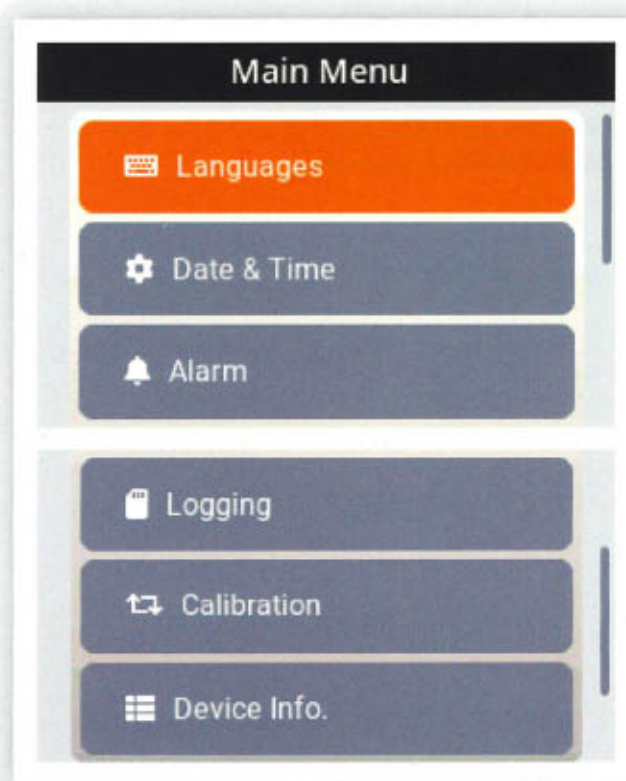 Main Menu
Languages
Date & Time
Alarm
Logging
Calibration
Device Info.